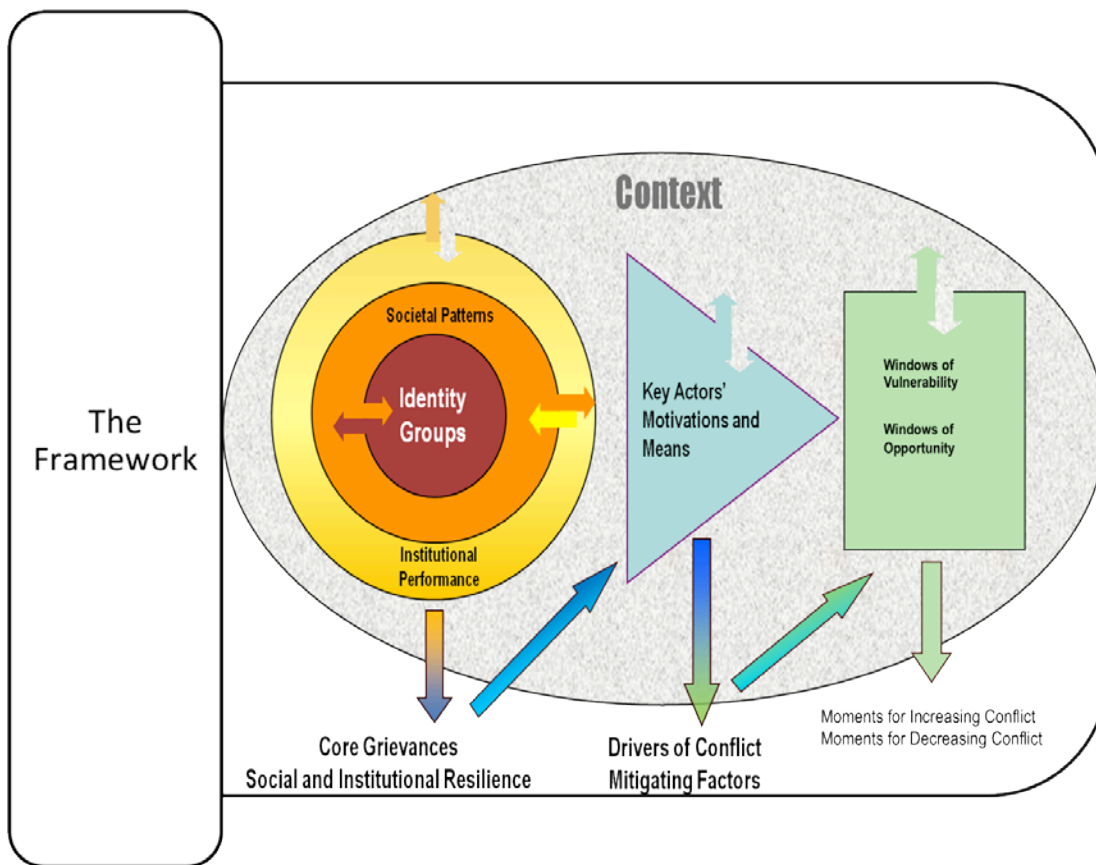 The
Framework
Context
Societal Patterns
Identity
Groups
Institutional
Performance
Key Actors'
Motivations and
Means
Windows of
Vulnerability
Windows of
Opportunity
Core Grievances
Social and Institutional Resilience
Drivers of Conflict
Mitigating Factors
Moments for Increasing Conflict
Moments for Decreasing Conflict